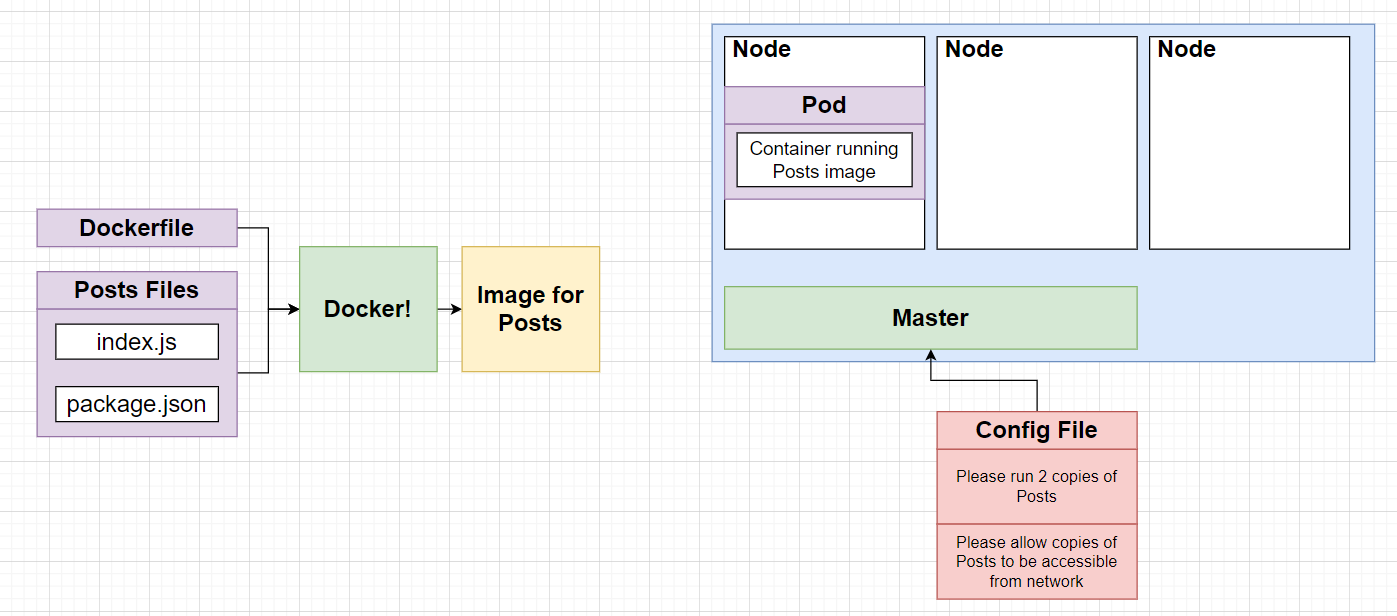 Dockerfile
Posts Files
index.js
package.json
Docker!
Image for
Posts
Node
Pod
Container running
Posts image
Node
Node
Master
Config File
Please run 2 copies of
Posts
Please allow copies of
Posts to be accessible
from network